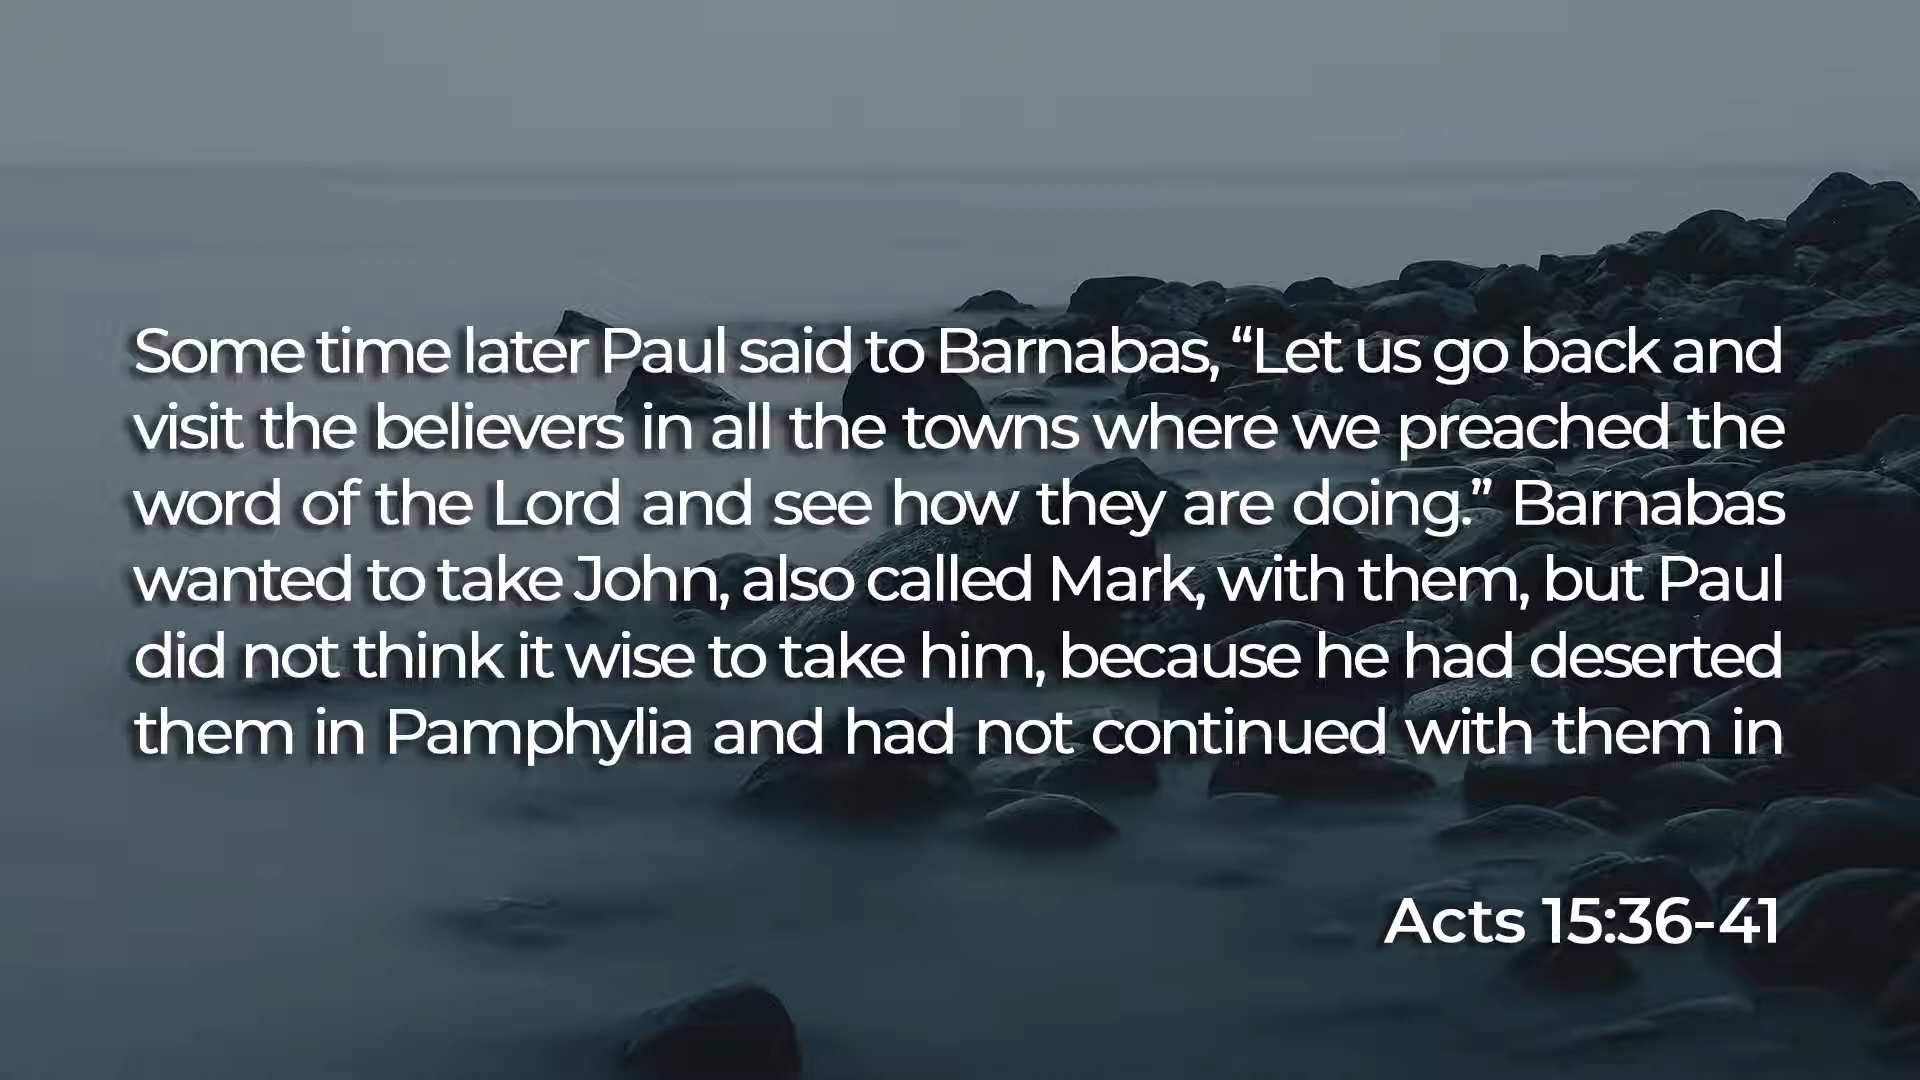 Some time later Paul said to Barnabas, “Let us go back and
visit the believers in all the towns where we preached the
word of the Lord and see how they are doing.” Barnabas
wanted to take John, also called Mark, with them, but Paul
did not think it wise to take him, because he had deserted
them in Pamphylia and had not continued with them in
Acts 15:36-41